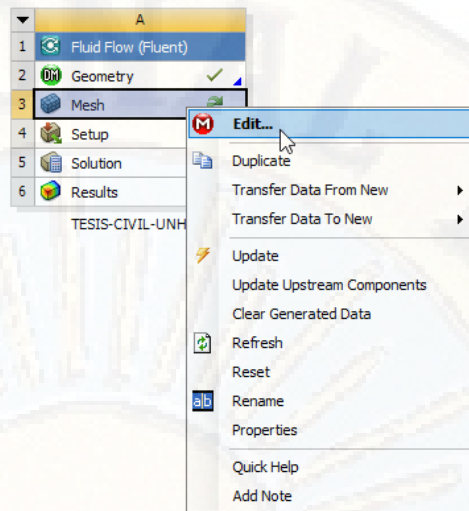 A
1 Fluid Flow (Fluent)
2 DM Geometry
3 Mesh
4 Setup
5 Solution
6 Results
TESIS-CIVIL-UNH
M Edit...
Duplicate
Transfer Data From New
Transfer Data To New
Update
Update Upstream Components
Clear Generated Data
Refresh
Reset
ab Rename
Properties
Quick Help
Add Note